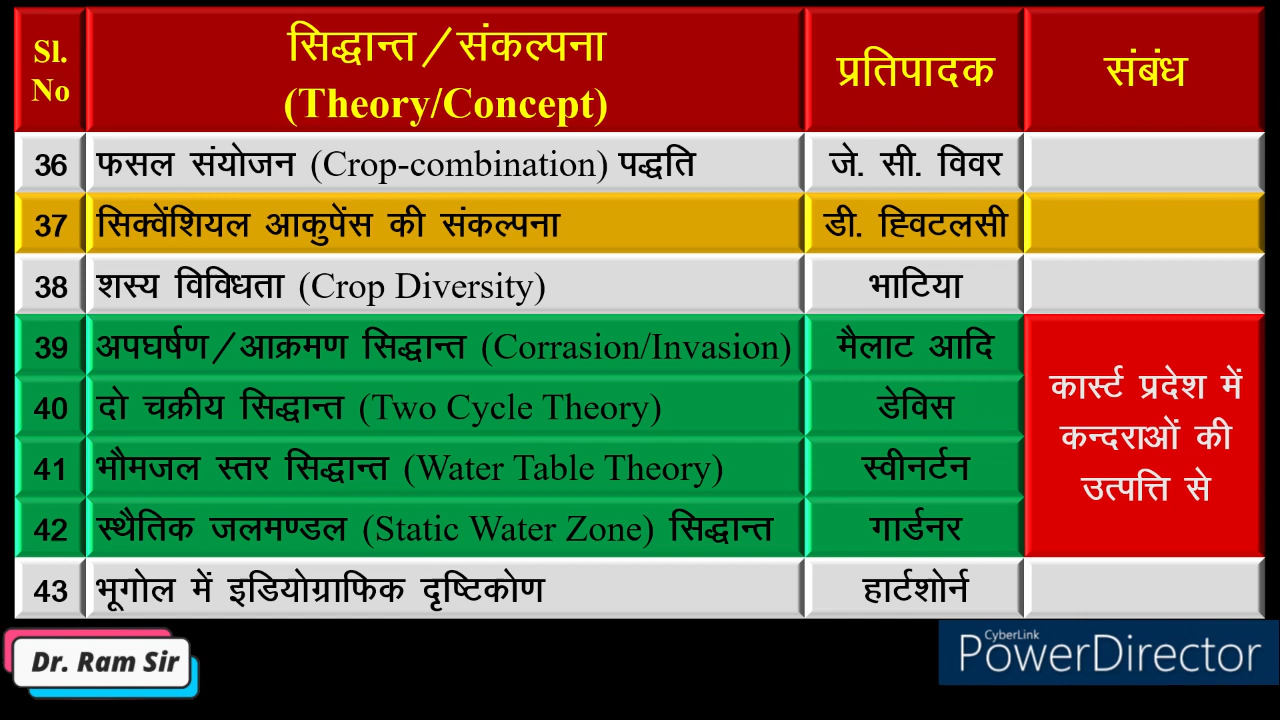 Sl. No
सिद्धान्त/संकल्पना
(Theory/Concept)
प्रतिपादक
संबंध
36 फसल संयोजन (Crop-combination) पद्धति जे. सी. विवर
37 सिक्वेंशियल आकुपेंस की संकल्पना डी. ह्विटलसी
38 शस्य विविधता (Crop Diversity) भाटिया
39 अपघर्षण/आक्रमण सिद्धान्त (Corrasion/Invasion) मैलाट आदि
40 दो चक्रीय सिद्धान्त (Two Cycle Theory) डेविस
41 भौमजल स्तर सिद्धान्त (Water Table Theory) स्वीनर्टन
42 स्थैतिक जलमण्डल (Static Water Zone) सिद्धान्त गार्डनर
कार्स्ट प्रदेश में
कन्दराओं की
उत्पत्ति से
43 भूगोल में इडियोग्राफिक दृष्टिकोण हार्टशोर्न
Dr. Ram Sir
CyberLink
PowerDirector